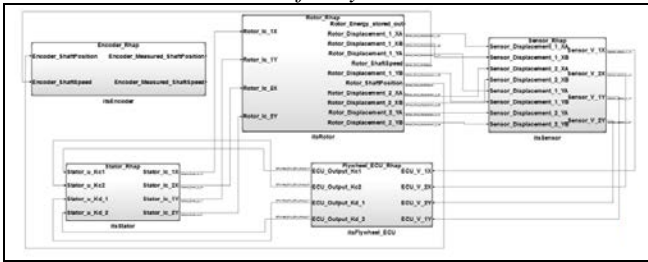 Encoder_Rhap
Encoder_ShaftPosition Encoder_Measured_ShaftPosition
Encoder_ShaftSpeed Encoder_Measured_ShaftSpeed
itsEncoder
Rotor_Rhap
Rotor_Energy_stored_out
Rotor_Ic_1X Rotor_Displacement_1_XA
Rotor_Displacement_1_XB
Rotor_Ic_1Y Rotor_Displacement_1_YA
Rotor_ShaftSpeed
Rotor_Displacement_1_YB
Rotor_Ic_2X Rotor_ShaftPosition
Rotor_Displacement_2_XA
Rotor_Displacement_2_XB
Rotor_Ic_2Y Rotor_Displacement_2_YA
Rotor_Displacement_2_YB
itsRotor
Sensor_Rhap
Sensor_Displacement_1_XA Sensor_V_1X
Sensor_Displacement_1_XB
Sensor_Displacement_2_XA Sensor_V_2X
Sensor_Displacement_2_XB
Sensor_Displacement_1_YA Sensor_V_1Y
Sensor_Displacement_1_YB
Sensor_Displacement_2_YA Sensor_V_2Y
Sensor_Displacement_2_YB
itsSensor
Stator_Rhap
Stator_u_Kc1 Stator_Ic_1X
Stator_u_Kc2 Stator_Ic_2X
Stator_u_Kd_1 Stator_Ic_1Y
Stator_u_Kd_2 Stator_Ic_2Y
itsStator
Flywheel_ECU_Rhap
ECU_Output_Kc1 ECU_V_1X
ECU_Output_Kc2 ECU_V_2X
ECU_Output_Kd_1 ECU_V_2Y
ECU_Output_Kd_2 ECU_V_1Y
itsFlywheel_ECU